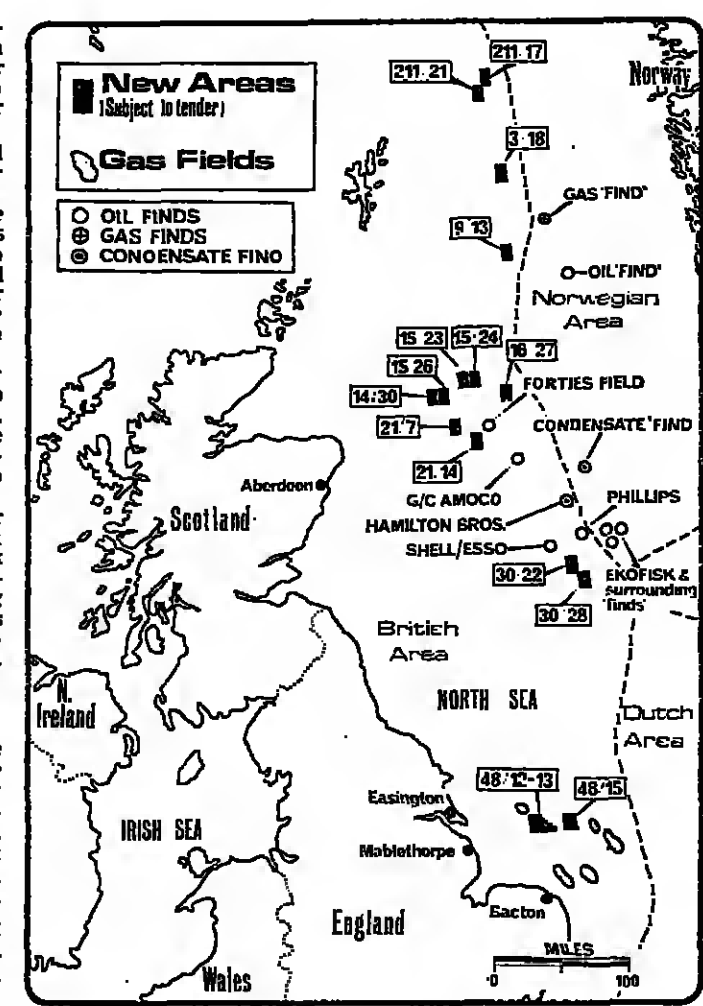 211·17
211·21
Norway
New Areas
(Subject to tender)
Gas Fields
3·18
OIL FINDS
GAS FINDS
CONDENSATE FIND
GAS 'FIND'
9 13
OIL 'FIND'
Norwegian
Area
15 23
15·24
15 26
16 27
14/30
FORTIES FIELD
21/7
CONDENSATE 'FIND
21.14
Aberdeen
G/C AMOCO
PHILLIPS
HAMILTON BROS.
Scotland
SHELL/ESSO
30·22
EKOFISK &
surrounding
'finds'
30 28
British
Area
N.
Ireland
NORTH SEA
Dutch
Area
48/12-13
48/15
Easington
IRISH SEA
Mablethorpe
Bacton
England
MILES
Wales
0
100